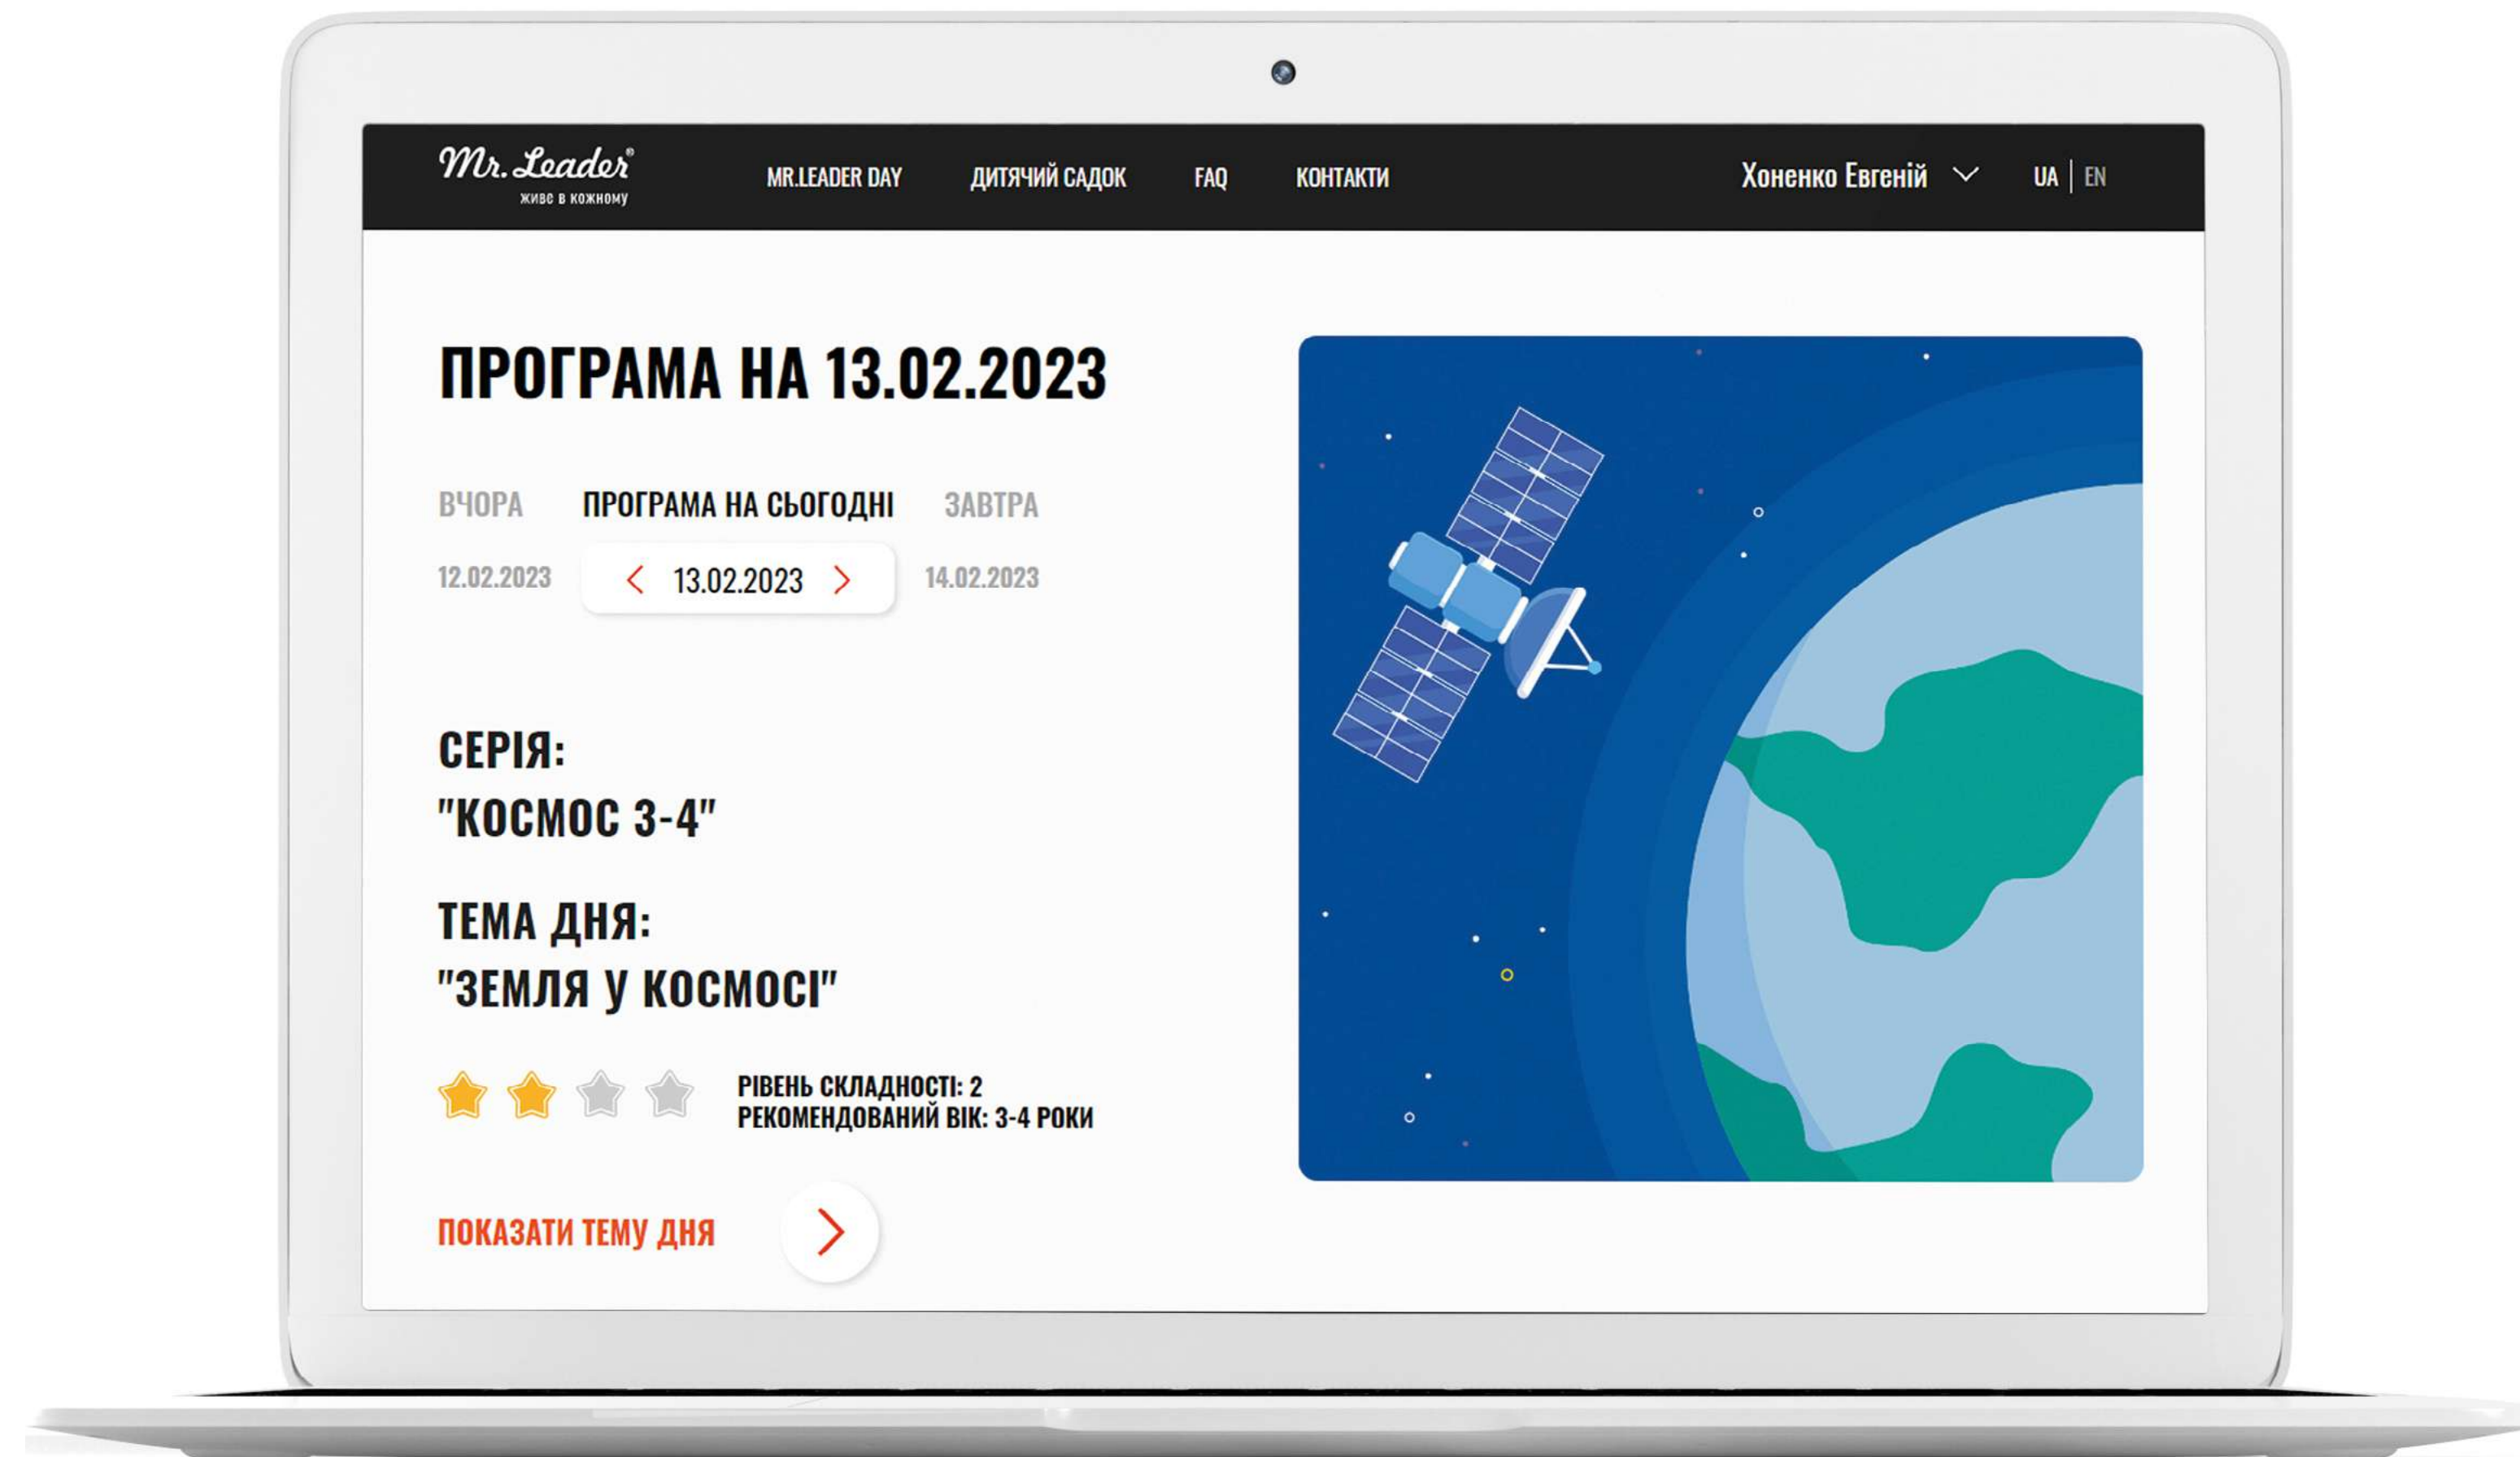 Mr. Leader®
живе в кожному
MR.LEADER DAY
ДИТЯЧИЙ САДОК
FAQ
КОНТАКТИ
Хоненко Евгеній
UA | EN
ПРОГРАМА НА 13.02.2023
ВЧОРА
ПРОГРАМА НА СЬОГОДНІ
ЗАВТРА
12.02.2023
13.02.2023
14.02.2023
СЕРІЯ:
"КОСМОС 3-4"
ТЕМА ДНЯ:
"ЗЕМЛЯ У КОСМОСІ"
РІВЕНЬ СКЛАДНОСТІ: 2
РЕКОМЕНДОВАНИЙ ВІК: 3-4 РОКИ
ПОКАЗАТИ ТЕМУ ДНЯ